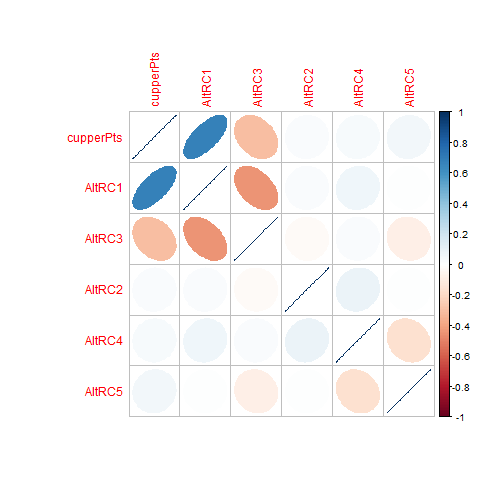 cupperPts
AltRC1
AltRC3
AltRC2
AltRC4
AltRC5
cupperPts
AltRC1
AltRC3
AltRC2
AltRC4
AltRC5
1
0.8
0.6
0.4
0.2
0
-0.2
-0.4
-0.6
-0.8
-1